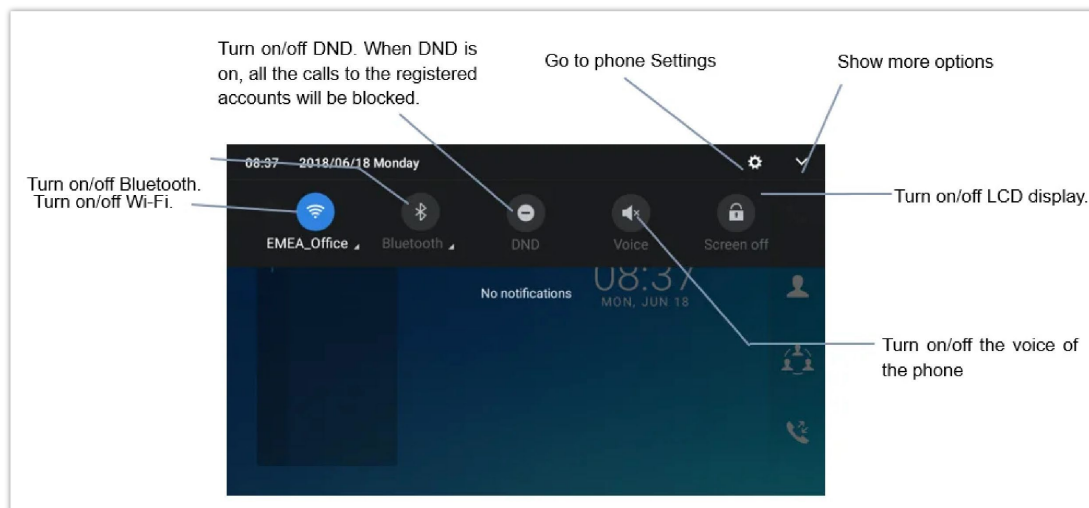 Turn on/off DND. When DND is
on, all the calls to the registered
accounts will be blocked.
Go to phone Settings
Show more options
08:37 2018/06/18 Monday
Turn on/off Bluetooth.
Turn on/off Wi-Fi.
Turn on/off LCD display.
EMEA_Office
Bluetooth
DND
Voice
Screen off
08:37
MON, JUN 18
No notifications
Turn on/off the voice of
the phone